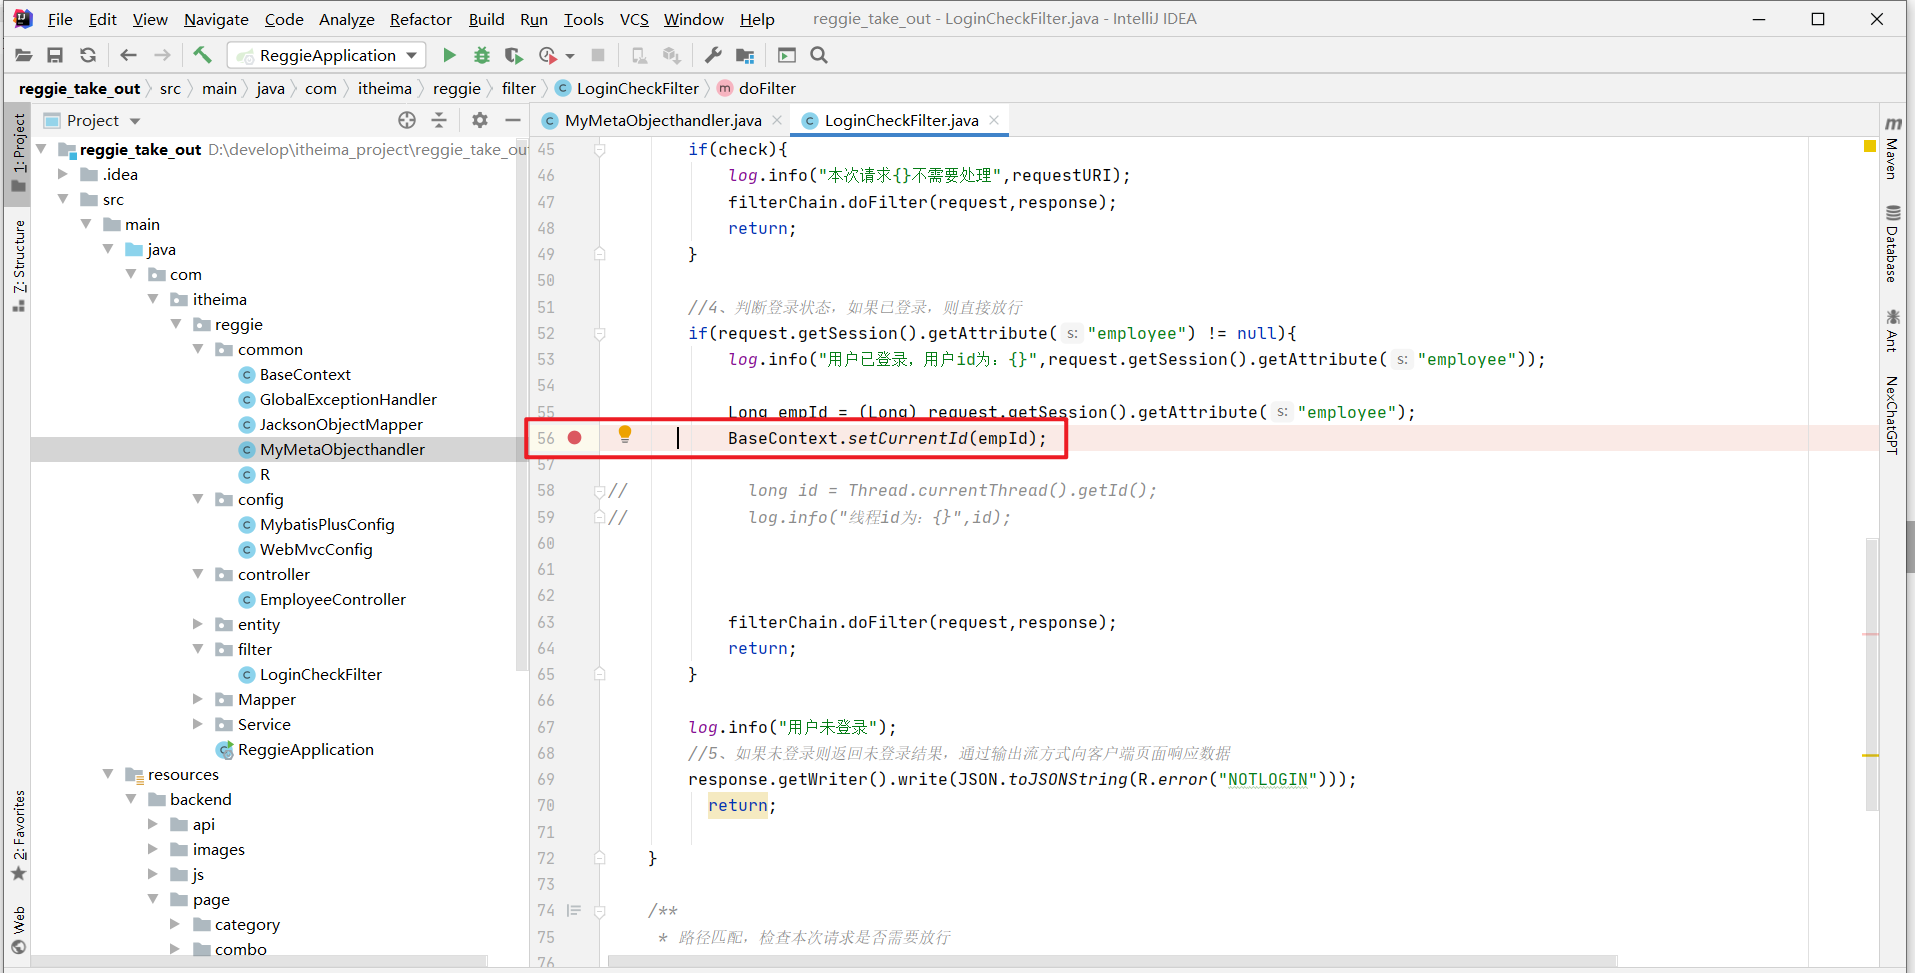 File Edit View Navigate Code Analyze Refactor Build Run Tools VCS Window Help reggie_take_out - LoginCheckFilter.java - IntelliJ IDEA
ReggieApplication
reggie_take_out src main java com itheima reggie filter LoginCheckFilter doFilter
Project
MyMetaObjecthandler.java
LoginCheckFilter.java
1: Project
7: Structure
2: Favorites
Web
reggie_take_out D:\develop\itheima_project\reggie_take_ou
.idea
src
main
java
com
itheima
reggie
common
BaseContext
GlobalExceptionHandler
JacksonObjectMapper
MyMetaObjecthandler
R
config
MybatisPlusConfig
WebMvcConfig
controller
EmployeeController
entity
filter
LoginCheckFilter
Mapper
Service
ReggieApplication
resources
backend
api
images
js
page
category
combo
45 if(check){
46 log.info("本次请求{}不需要处理",requestURI);
47 filterChain.doFilter(request,response);
48 return;
49 }
50
51 //4、判断登录状态，如果已登录，则直接放行
52 if(request.getSession().getAttribute( s: "employee") != null){
53 log.info("用户已登录，用户id为：{}",request.getSession().getAttribute( s: "employee"));
54
55 Long empId = (Long) request.getSession().getAttribute( s: "employee");
56 BaseContext.setCurrentId(empId);
57
58 // long id = Thread.currentThread().getId();
59 // log.info("线程id为：{}",id);
60
61
62
63 filterChain.doFilter(request,response);
64 return;
65 }
66
67 log.info("用户未登录");
68 //5、如果未登录则返回未登录结果，通过输出流方式向客户端页面响应数据
69 response.getWriter().write(JSON.toJSONString(R.error("NOTLOGIN")));
70 return;
71
72 }
73
74 /**
75 * 路径匹配，检查本次请求是否需要放行
76
Maven
Database
Ant
NexChatGPT